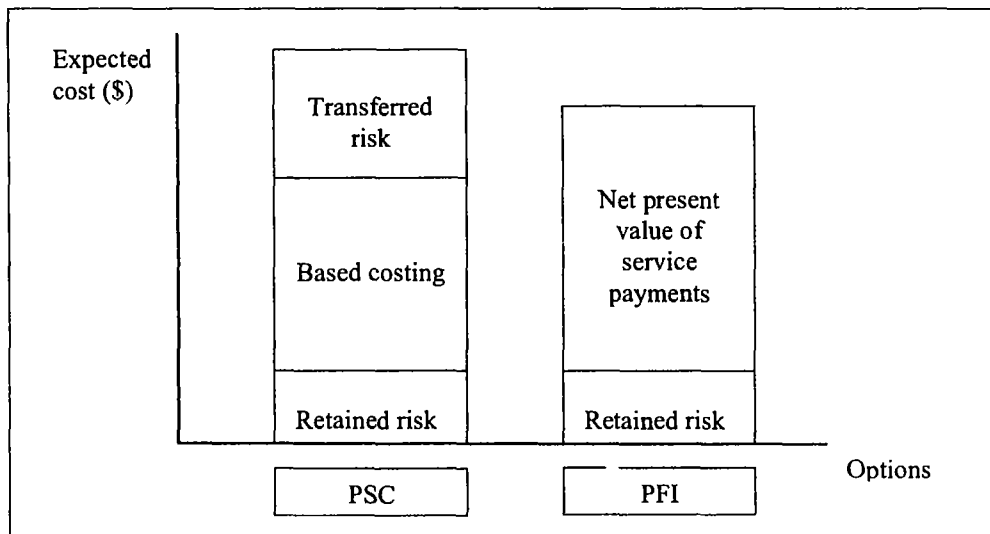 Expected
cost ($)
Transferred
risk
Based costing
Retained risk
Net present
value of
service
payments
Retained risk
Options
PSC
PFI